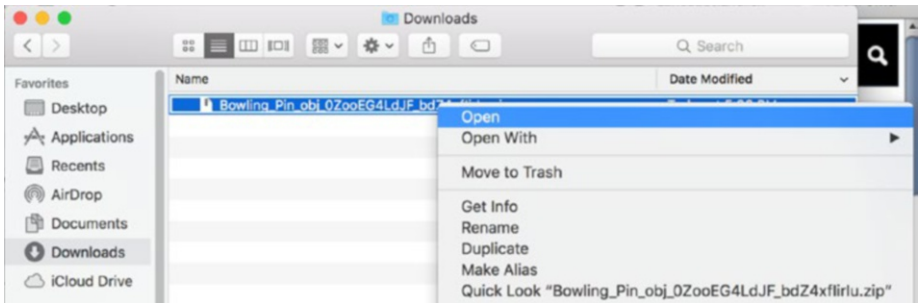 Downloads
Search
Favorites
Name
Date Modified
Desktop
Applications
Recents
AirDrop
Documents
Downloads
iCloud Drive
Bowling_Pin_obj_0ZooEG4LdJF_bdZ4
Open
Open With
Move to Trash
Get Info
Rename
Duplicate
Make Alias
Quick Look “Bowling_Pin_obj_0ZooEG4LdJF_bdZ4xflirlu.zip”